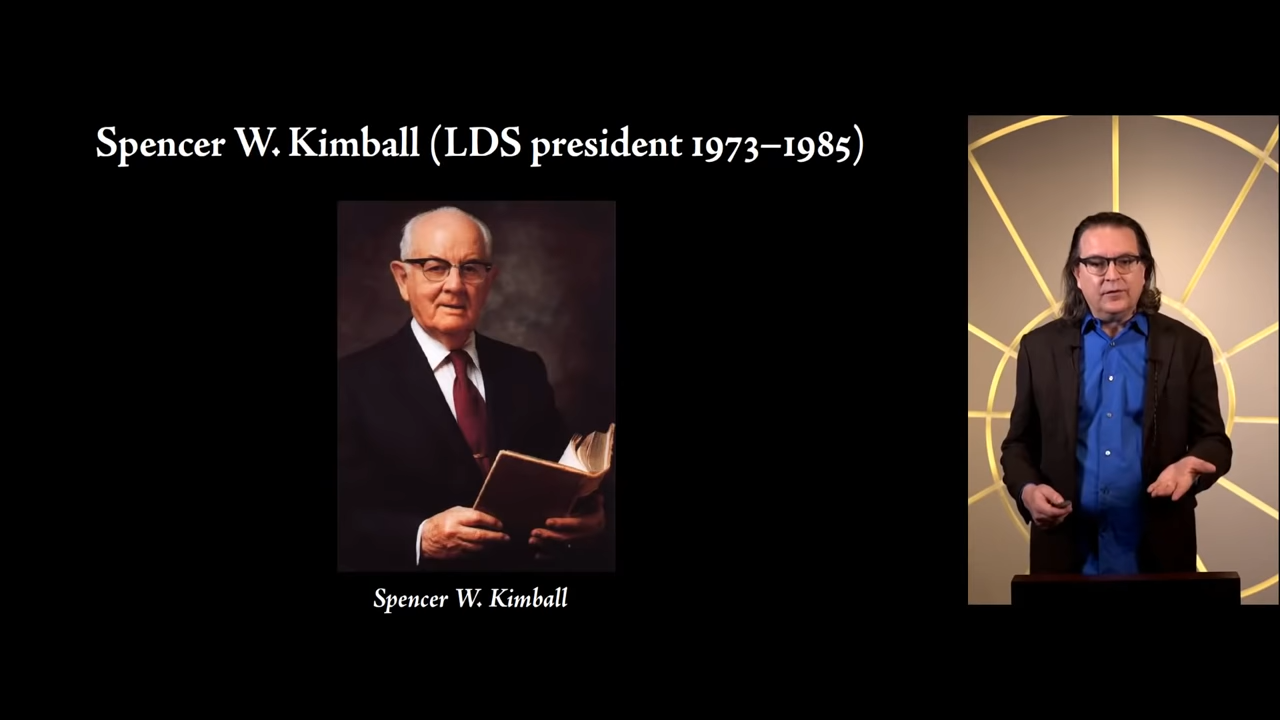 Spencer W. Kimball (LDS president 1973–1985)
Spencer W. Kimball